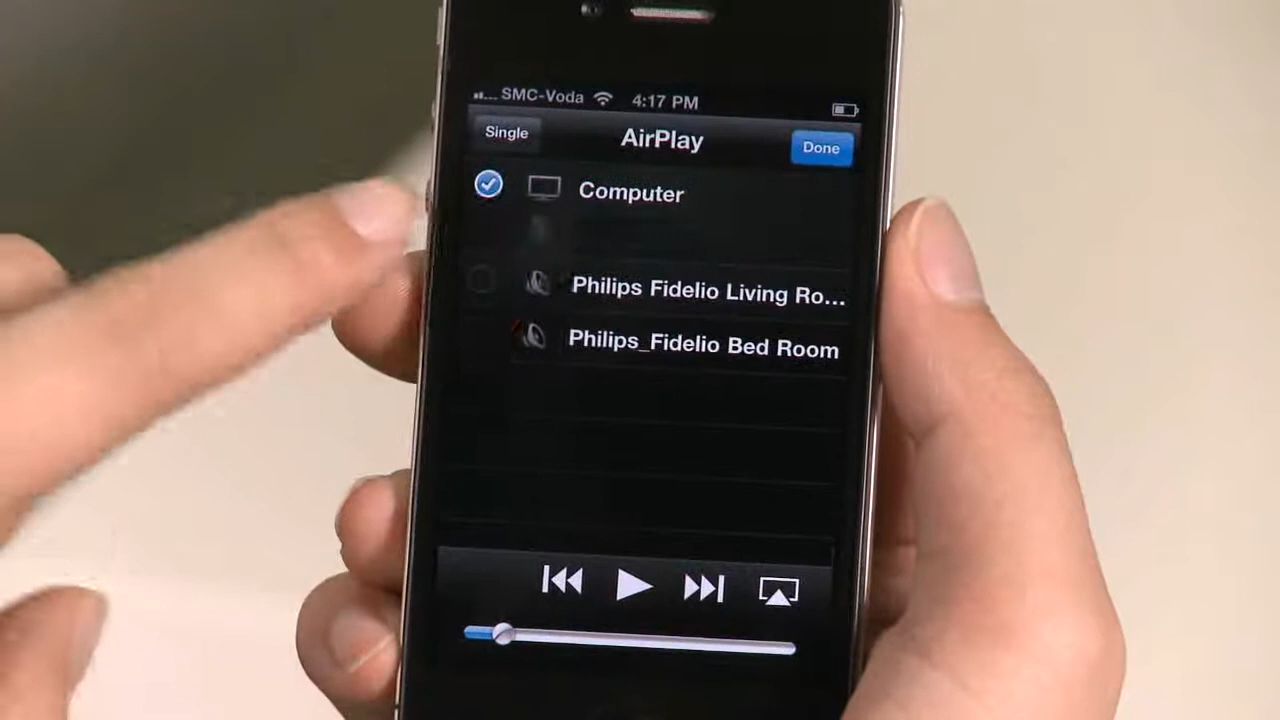 SMC-Voda 4:17 PM
Single AirPlay Done
Computer
Philips Fidelio Living Ro...
Philips_Fidelio Bed Room